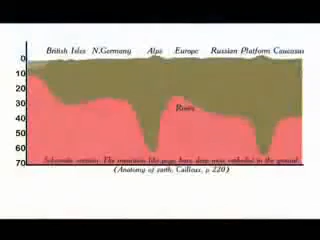 British Isles N.Germany Alps Europe Russian Platform Caucasus
0
10
20
30
40
50
60
70
Roots
Schematic section. The mountains like pegs, have deep roots embedded in the ground.
(Anatomy of earth, Cailleux, p 220)